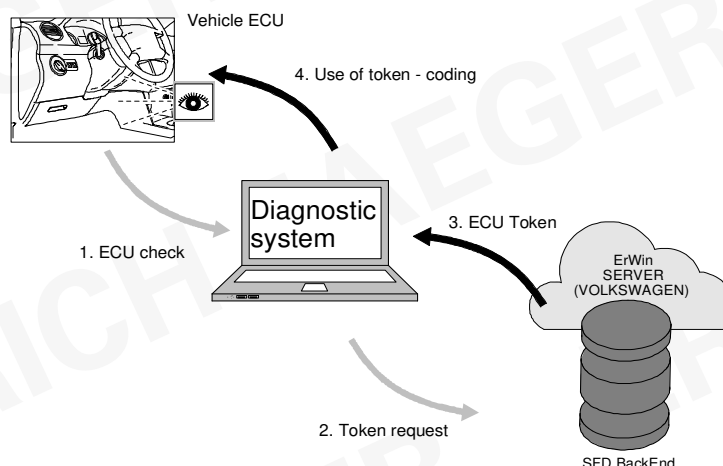 Vehicle ECU
4. Use of token - coding
Diagnostic
system
3. ECU Token
1. ECU check
ErWin
SERVER
(VOLKSWAGEN)
2. Token request
SFD BackEnd